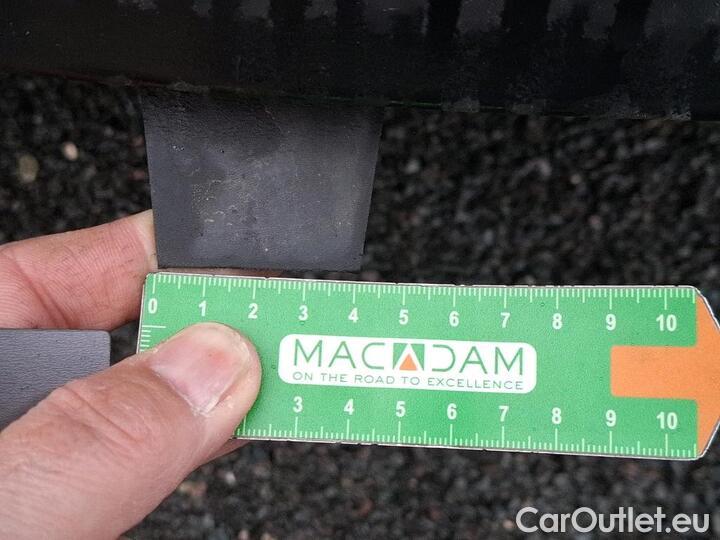 0 1 2 3 4 5 6 7 8 9 10
MACADAM
ON THE ROAD TO EXCELLENCE
3 4 5 6 7 8 9 10
CarOutlet.eu